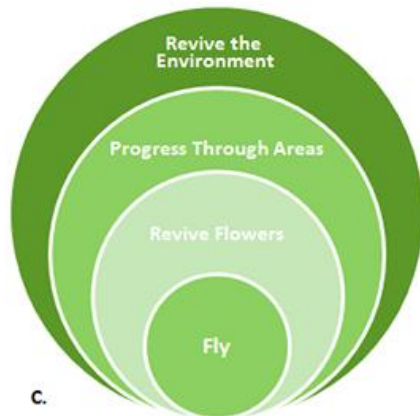 Revive the
Environment
Progress Through Areas
Revive Flowers
Fly
C.